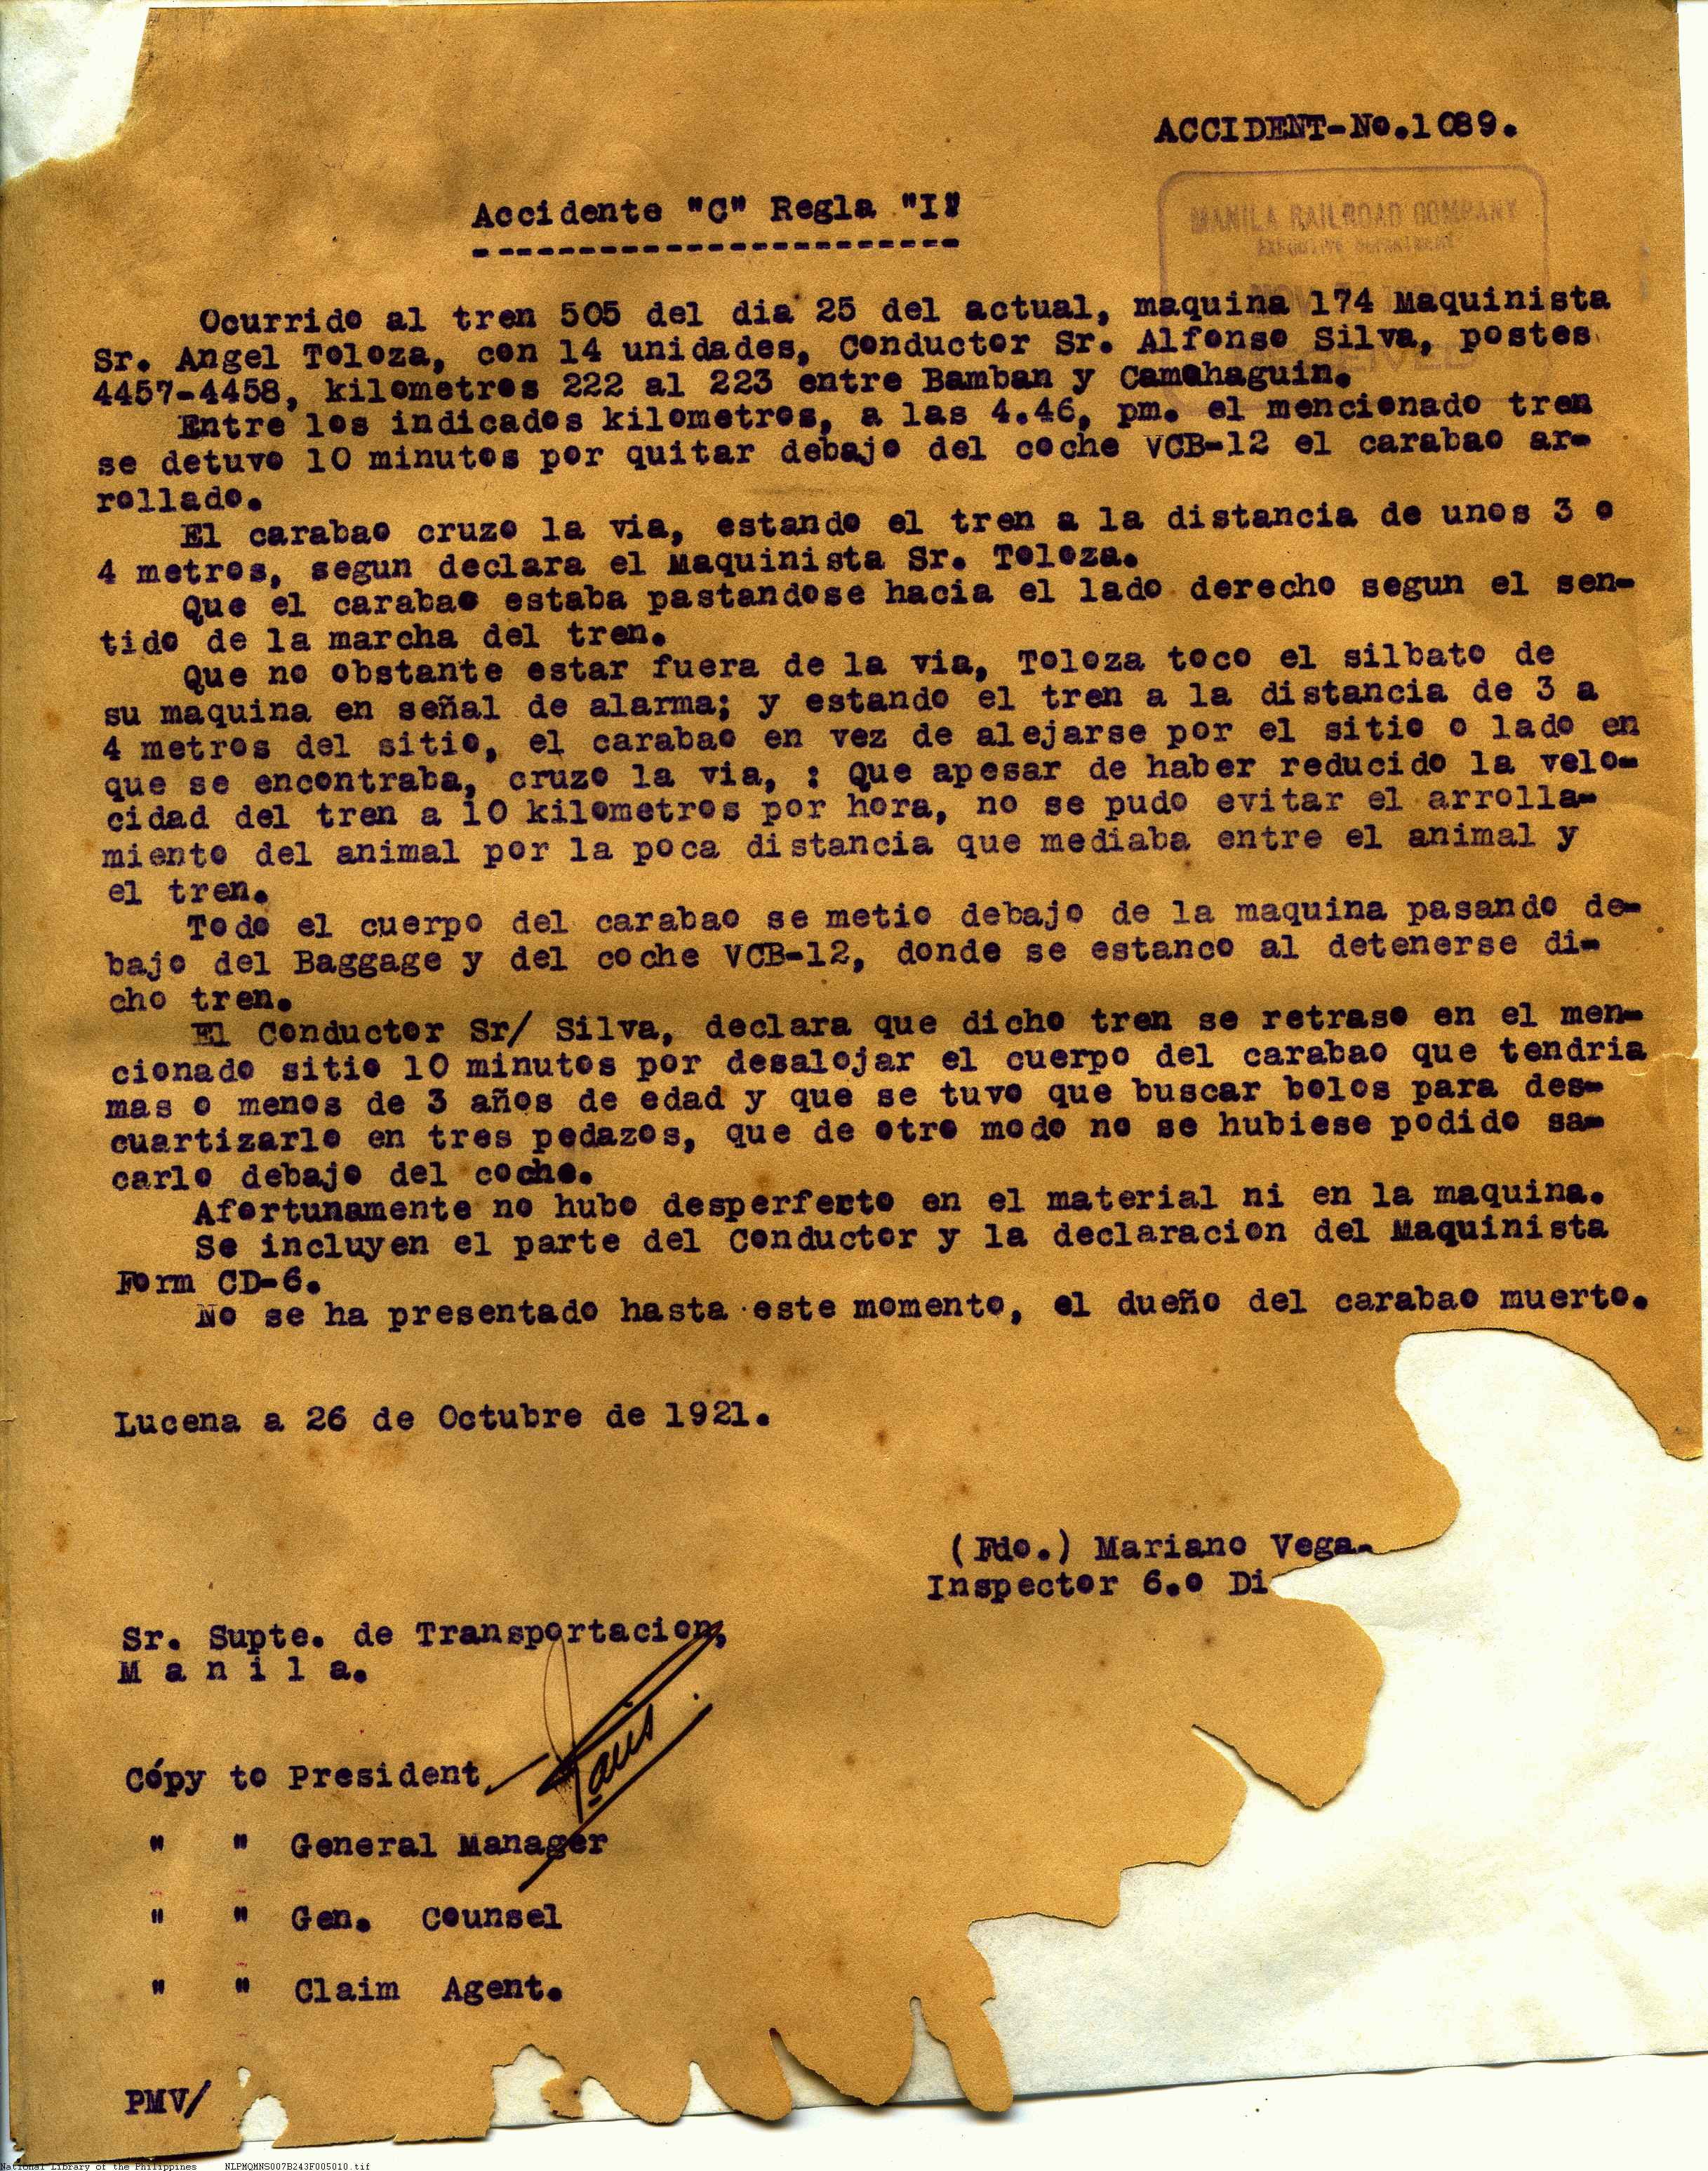 ACCIDENT-No.1089.
MANILA RAILROAD COMPANY
EXECUTIVE DEPARTMENT
NOV
RECEIVED
Accidente "C" Regla "I"
Ocurrido al tren 505 del dia 25 del actual, maquina 174 Maquinista
Sr. Angel Toloza, con 14 unidades, Conductor Sr. Alfonso Silva, postes
4457-4458, kilometros 222 al 223 entre Bamban y Camohaguin.
Entre los indicados kilometros, a las 4.46, pm. el mencionado tren
se detuvo 10 minutos por quitar debajo del coche VCB-12 el carabao ar-
rollado.
El carabao cruzo la via, estando el tren a la distancia de unos 3 o
4 metros, segun declara el Maquinista Sr. Toloza.
Que el carabao estaba pastandose hacia el lado derecho segun el sen-
tido de la marcha del tren.
Que no obstante estar fuera de la via, Toloza toco el silbato de
su maquina en señal de alarma; y estando el tren a la distancia de 3 a
4 metros del sitio, el carabao en vez de alejarse por el sitio o lado en
que se encontraba, cruzo la via, : Que apesar de haber reducido la velo-
cidad del tren a 10 kilometros por hora, no se pudo evitar el arrolla-
miento del animal por la poca distancia que mediaba entre el animal y
el tren.
Todo el cuerpo del carabao se metio debajo de la maquina pasando de-
bajo del Baggage y del coche VCB-12, donde se estanco al detenerse di-
cho tren.
El Conductor Sr/ Silva, declara que dicho tren se retraso en el men-
cionado sitio 10 minutos por desalojar el cuerpo del carabao que tendria
mas o menos de 3 años de edad y que se tuvo que buscar bolos para des-
cuartizarlo en tres pedazos, que de otro modo no se hubiese podido sa-
carlo debajo del coche.
Afortunamente no hubo desperfecto en el material ni en la maquina.
Se incluyen el parte del Conductor y la declaracion del Maquinista
Form CD-6.
No se ha presentado hasta este momento, el dueño del carabao muerto.
Lucena a 26 de Octubre de 1921.
(Fdo.) Mariano Vega.
Inspector 6.o Di
Sr. Supte. de Transportacion,
M a n i l a.
Cópy to President
" " General Manager
" " Gen. Counsel
" " Claim Agent.
PMV/
National Library of the Philippines NLPMQMNS007B243F005010.tif